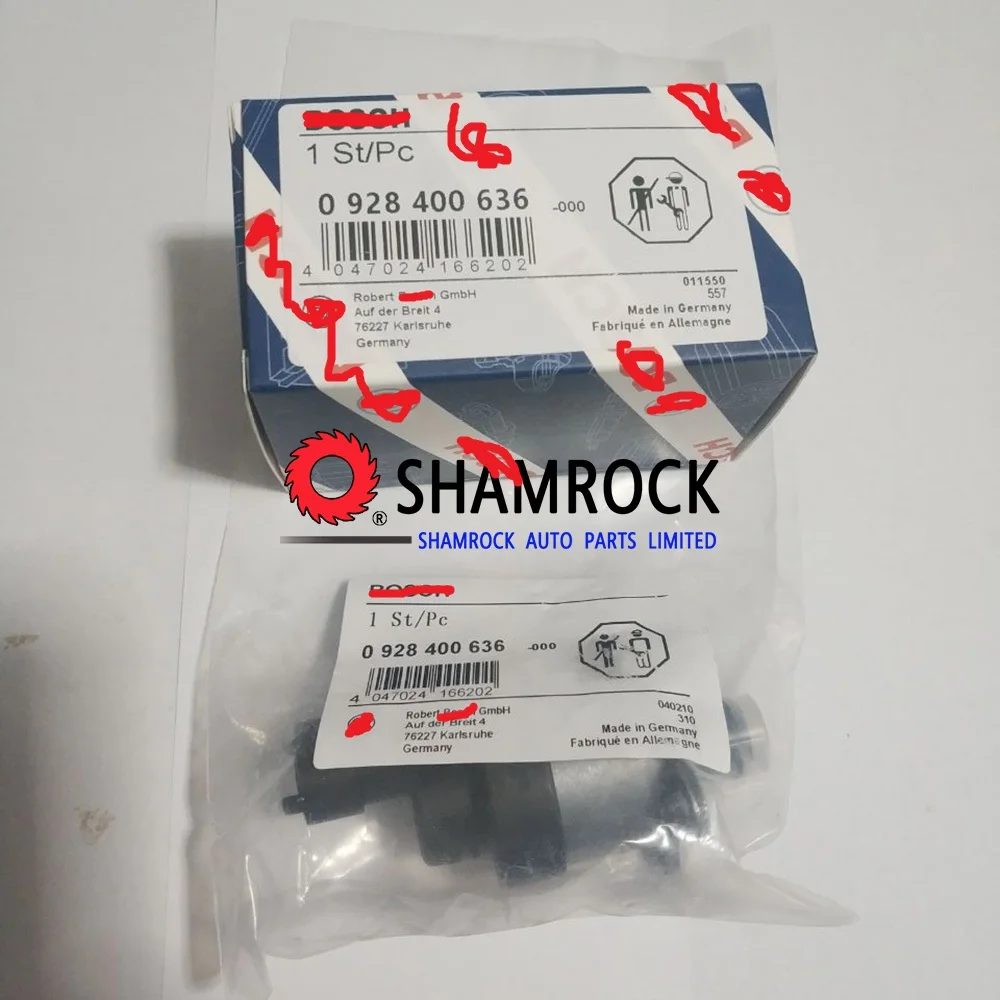 1 St/Pc
0 928 400 636 -000
4 047024 166202
Robert GmbH
Auf der Breit 4
76227 Karlsruhe
Germany
011550
557
Made in Germany
Fabriqué en Allemagne
SHAMROCK
®
SHAMROCK AUTO PARTS LIMITED
1 St/Pc
0 928 400 636 -000
4 047024 166202
Robert GmbH
Auf der Breit 4
76227 Karlsruhe
Germany
040210
310
Made in Germany
Fabriqué en Allemagne